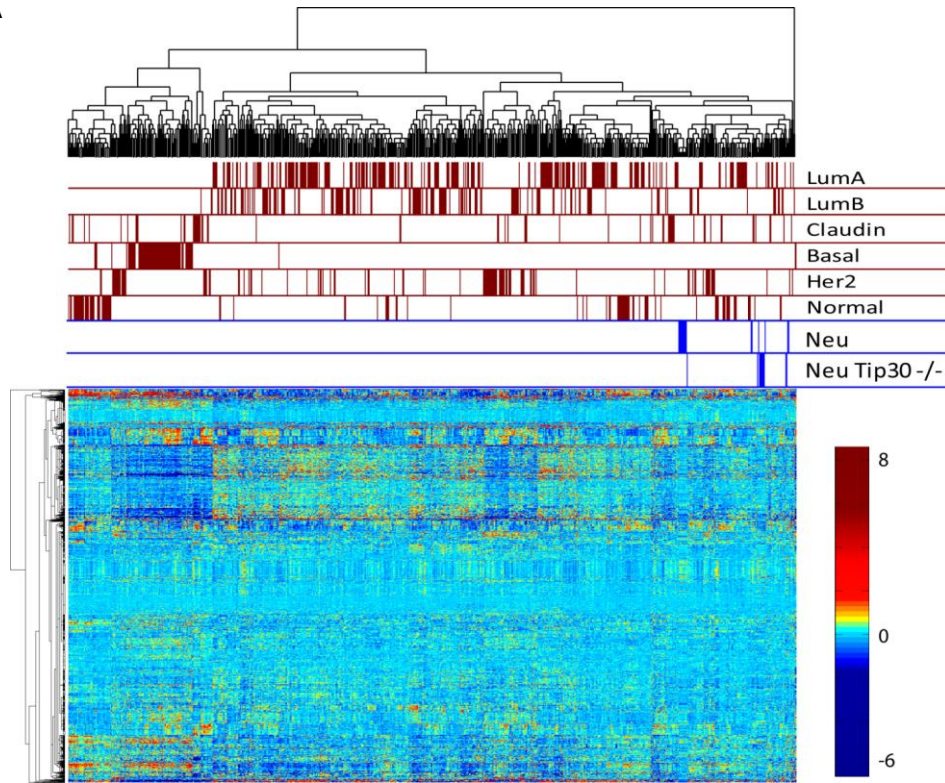 A
LumA
LumB
Claudin
Basal
Her2
Normal
Neu
Neu Tip30 -/-
8
0
-6